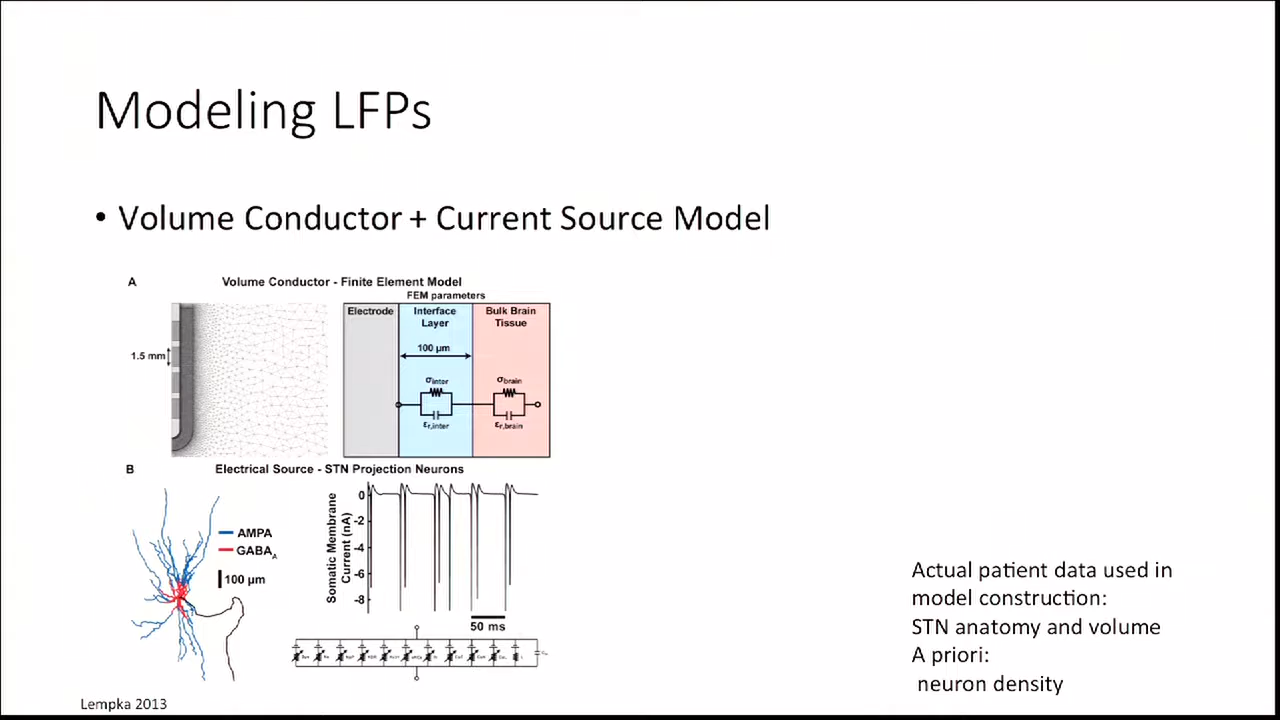 Modeling LFPs
• Volume Conductor + Current Source Model
A
Volume Conductor - Finite Element Model
FEM parameters
Electrode
Interface
Layer
Bulk Brain
Tissue
100 µm
1.5 mm
σinter
σbrain
εr,inter
εr,brain
B
Electrical Source - STN Projection Neurons
AMPA
GABAA
100 µm
Somatic Membrane
Current (nA)
0
-2
-4
-6
-8
50 ms
Actual patient data used in
model construction:
STN anatomy and volume
A priori:
neuron density
Lempka 2013